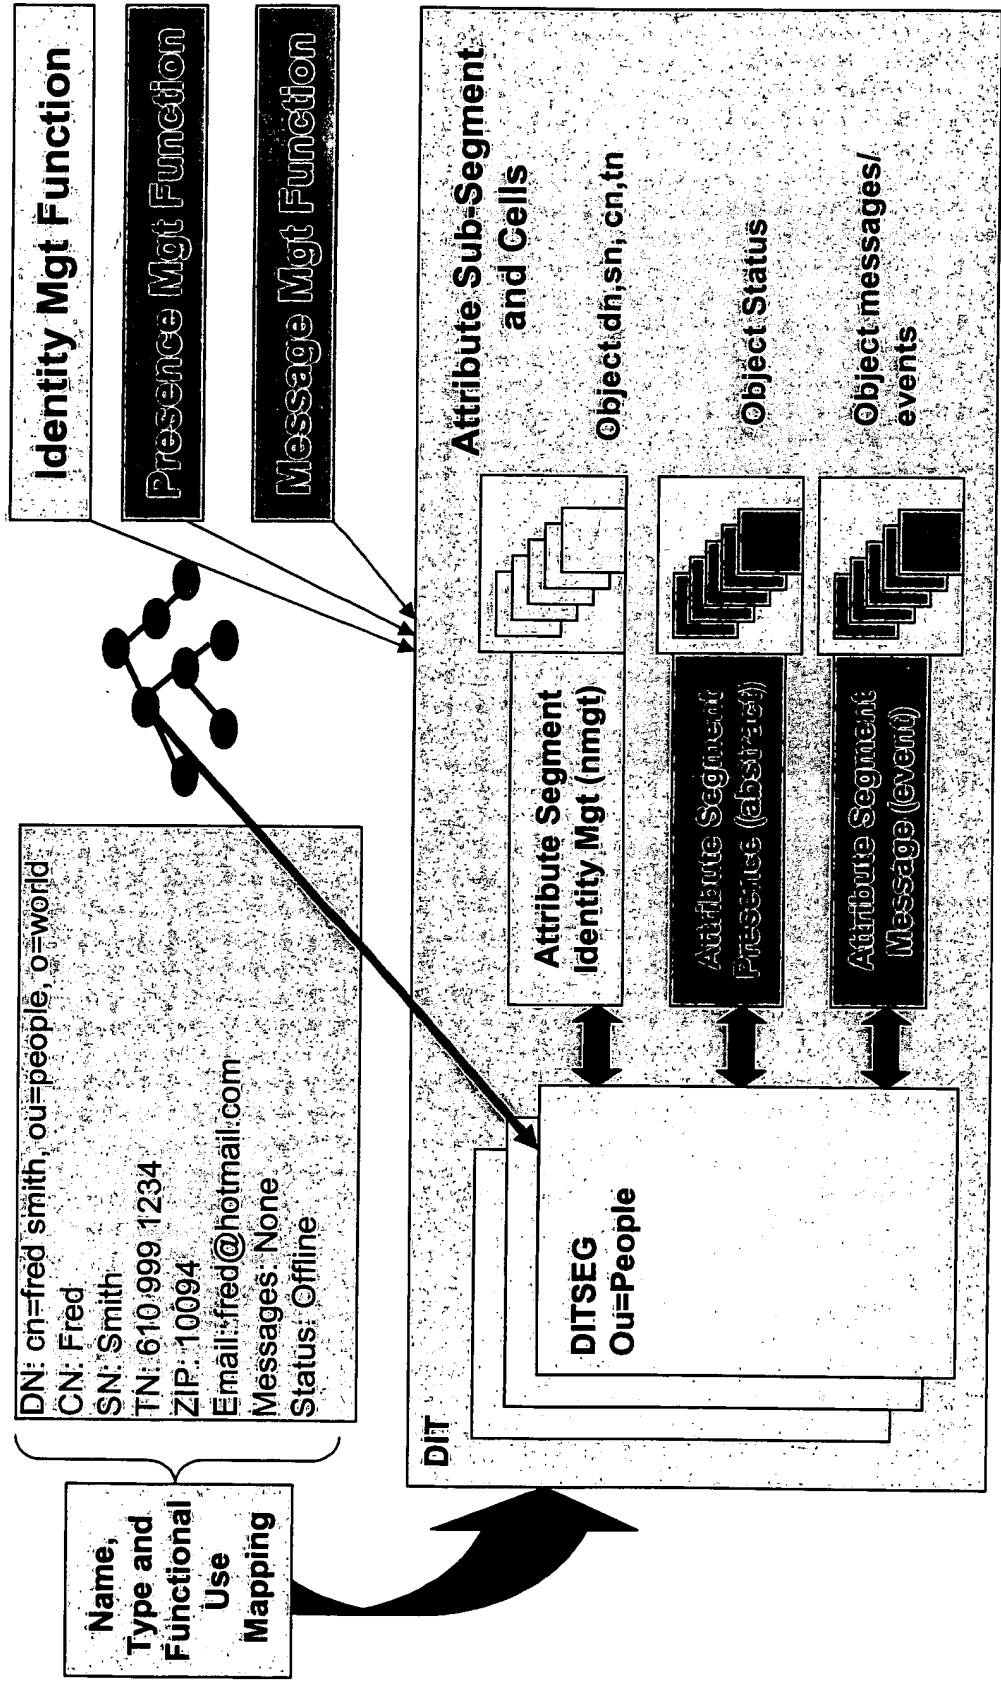 Name,
Type and
Functional
Use
Mapping
DN: cn=fred smith, ou=people, o=world
CN: Fred
SN: Smith
TN: 610 999 1234
ZIP: 10094
Email: fred@hotmail.com
Messages: None
Status: Offline
Identity Mgt Function
Presence Mgt Function
Message Mgt Function
DIT
DITSEG
Ou=People
Attribute Segment
Identity Mgt (nmgt)
Attribute Segment
Presence (abstract)
Attribute Segment
Message (event)
Attribute Sub-Segment
and Cells
Object dn,sn, cn,tn
Object Status
Object messages/
events